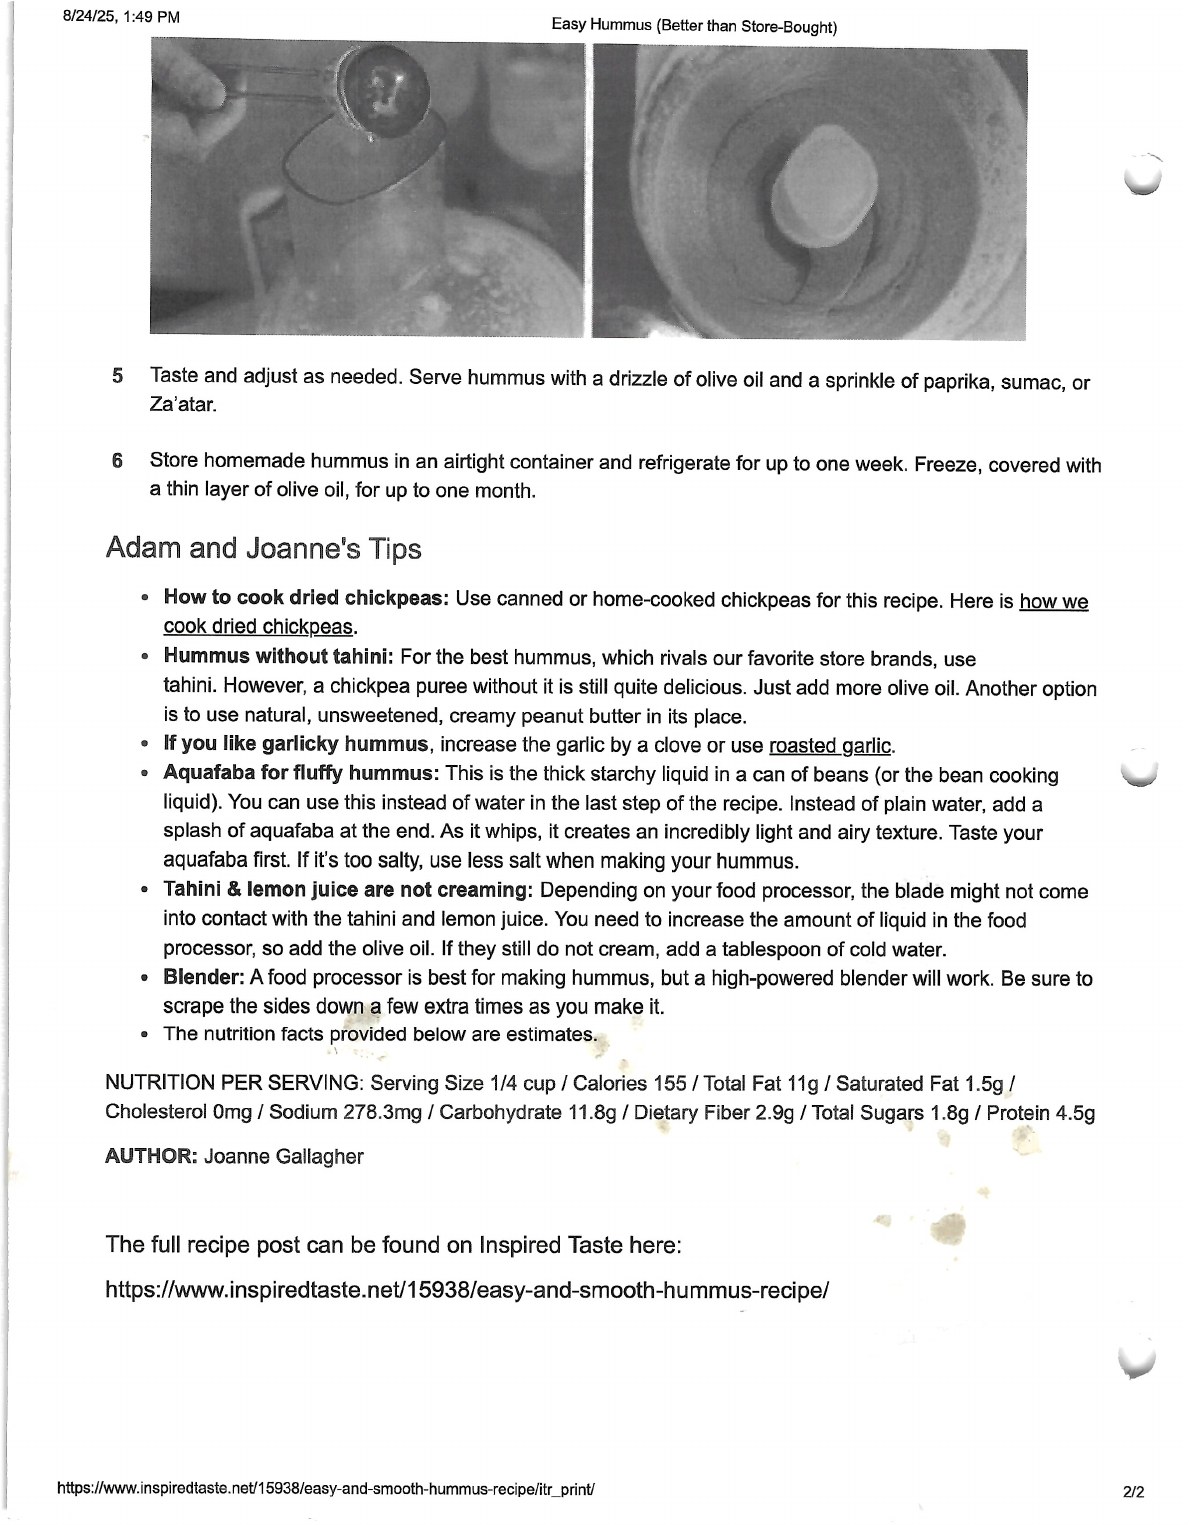 8/24/25, 1:49 PM
Easy Hummus (Better than Store-Bought)
5 Taste and adjust as needed. Serve hummus with a drizzle of olive oil and a sprinkle of paprika, sumac, or
Za'atar.
6 Store homemade hummus in an airtight container and refrigerate for up to one week. Freeze, covered with
a thin layer of olive oil, for up to one month.
Adam and Joanne's Tips
• How to cook dried chickpeas: Use canned or home-cooked chickpeas for this recipe. Here is how we
cook dried chickpeas.
• Hummus without tahini: For the best hummus, which rivals our favorite store brands, use
tahini. However, a chickpea puree without it is still quite delicious. Just add more olive oil. Another option
is to use natural, unsweetened, creamy peanut butter in its place.
• If you like garlicky hummus, increase the garlic by a clove or use roasted garlic.
• Aquafaba for fluffy hummus: This is the thick starchy liquid in a can of beans (or the bean cooking
liquid). You can use this instead of water in the last step of the recipe. Instead of plain water, add a
splash of aquafaba at the end. As it whips, it creates an incredibly light and airy texture. Taste your
aquafaba first. If it's too salty, use less salt when making your hummus.
• Tahini & lemon juice are not creaming: Depending on your food processor, the blade might not come
into contact with the tahini and lemon juice. You need to increase the amount of liquid in the food
processor, so add the olive oil. If they still do not cream, add a tablespoon of cold water.
• Blender: A food processor is best for making hummus, but a high-powered blender will work. Be sure to
scrape the sides down a few extra times as you make it.
• The nutrition facts provided below are estimates.
NUTRITION PER SERVING: Serving Size 1/4 cup / Calories 155 / Total Fat 11g / Saturated Fat 1.5g /
Cholesterol 0mg / Sodium 278.3mg / Carbohydrate 11.8g / Dietary Fiber 2.9g / Total Sugars 1.8g / Protein 4.5g
AUTHOR: Joanne Gallagher
The full recipe post can be found on Inspired Taste here:
https://www.inspiredtaste.net/15938/easy-and-smooth-hummus-recipe/
https://www.inspiredtaste.net/15938/easy-and-smooth-hummus-recipe/itr_print/
2/2